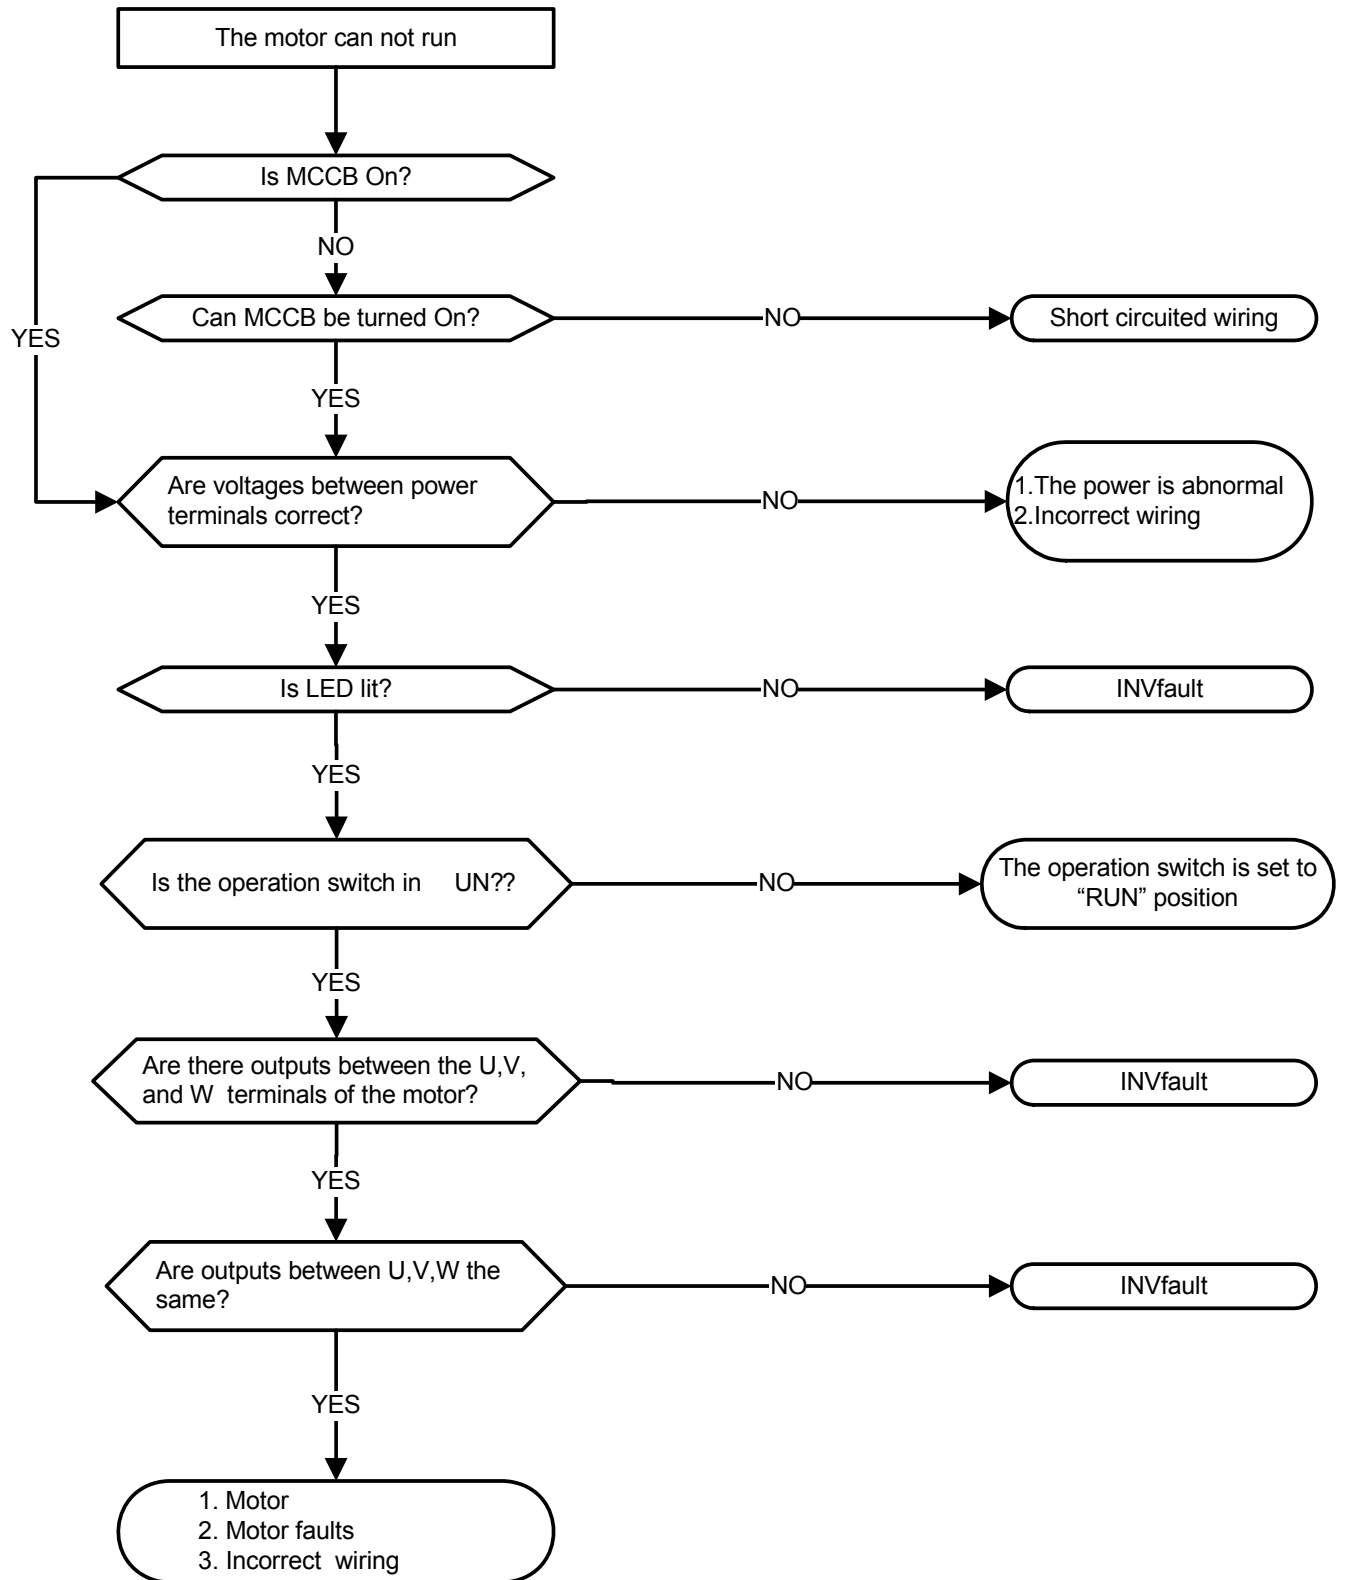 The motor can not run
Is MCCB On?
NO
YES
Can MCCB be turned On?
NO
Short circuited wiring
YES
Are voltages between power
terminals correct?
NO
1.The power is abnormal
2.Incorrect wiring
YES
Is LED lit?
NO
INVfault
YES
Is the operation switch in UN??
NO
The operation switch is set to
“RUN” position
YES
Are there outputs between the U,V,
and W terminals of the motor?
NO
INVfault
YES
Are outputs between U,V,W the
same?
NO
INVfault
YES
1. Motor
2. Motor faults
3. Incorrect wiring